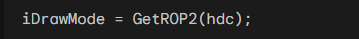 iDrawMode = GetROP2(hdc);